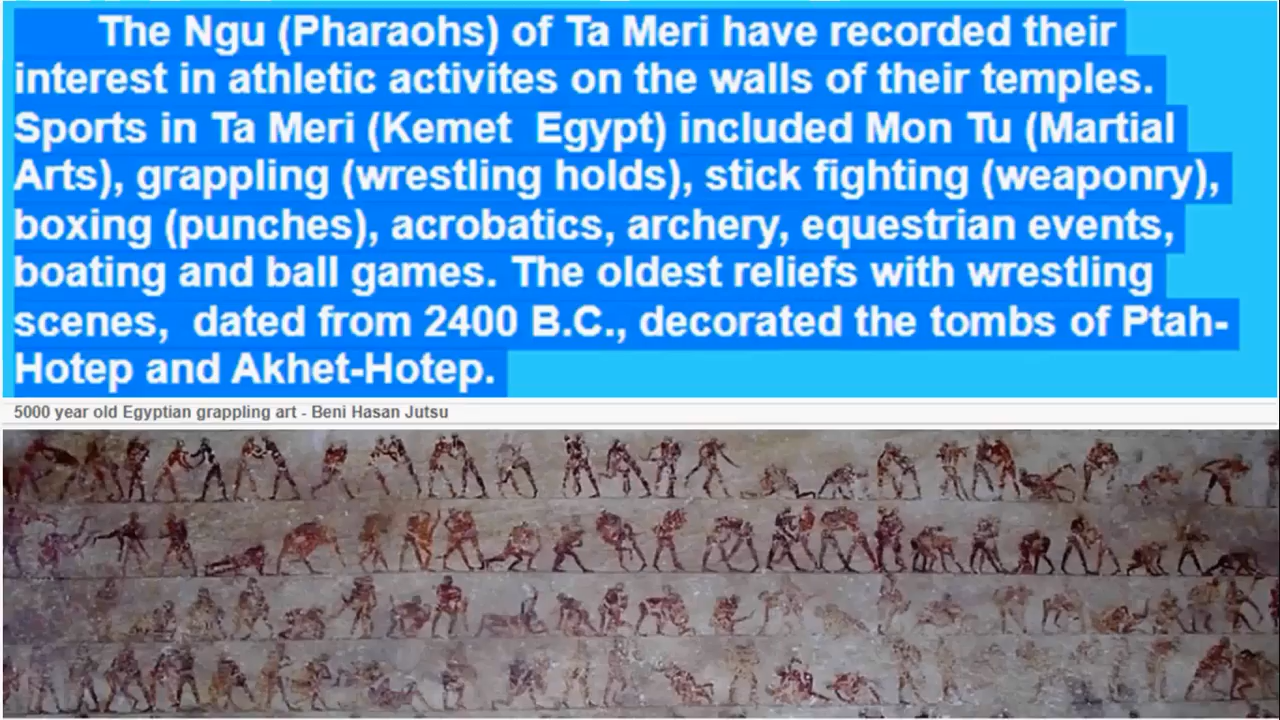 The Ngu (Pharaohs) of Ta Meri have recorded their
interest in athletic activites on the walls of their temples.
Sports in Ta Meri (Kemet  Egypt) included Mon Tu (Martial
Arts), grappling (wrestling holds), stick fighting (weaponry),
boxing (punches), acrobatics, archery, equestrian events,
boating and ball games. The oldest reliefs with wrestling
scenes,  dated from 2400 B.C., decorated the tombs of Ptah-
Hotep and Akhet-Hotep.
5000 year old Egyptian grappling art - Beni Hasan Jutsu